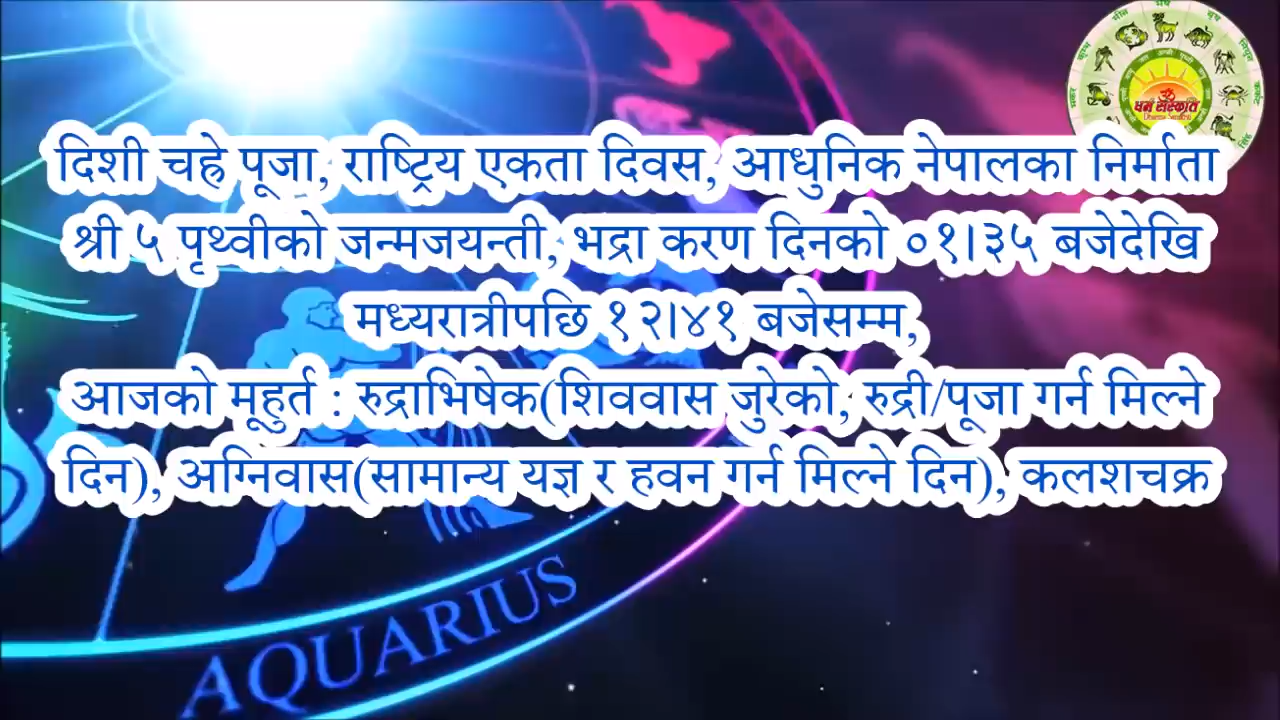 दिशी चह्रे पूजा, राष्ट्रिय एकता दिवस, आधुनिक नेपालका निर्माता
श्री ५ पृथ्वीको जन्मजयन्ती, भद्रा करण दिनको ०१।३५ बजेदेखि
मध्यरात्रीपछि १२।४१ बजेसम्म,
आजको मूहुर्त : रुद्राभिषेक(शिववास जुरेको, रुद्री/पूजा गर्न मिल्ने
दिन), अग्निवास(सामान्य यज्ञ र हवन गर्न मिल्ने दिन), कलशचक्र
AQUARIUS
ॐ
धर्म संस्कृति